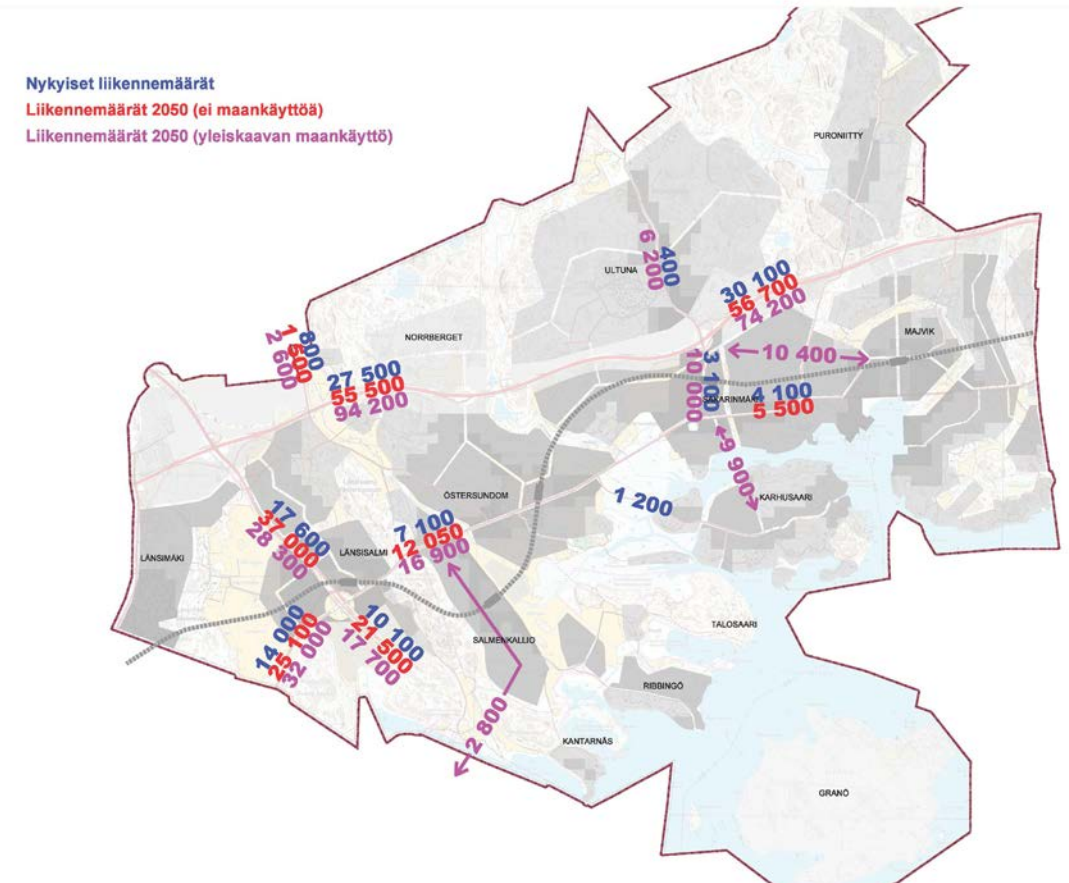 Nykyiset liikennemäärät
Liikennemäärät 2050 (ei maankäyttöä)
Liikennemäärät 2050 (yleiskaavan maankäyttö)
PURONIITTY
ULTUNA
400
6 200
30 100
56 700
74 200
NORRBERGET
MAJVIK
800
1 500
2 600
27 500
55 500
94 200
10 400
3 100
10 000
SAKARINMÄKI
4 100
5 500
9 900
KARHUSAARI
ÖSTERSUNDOM
1 200
17 600
37 000
28 300
7 100
12 050
16 900
LÄNSIMÄKI
LÄNSISALMI
14 000
25 100
32 000
10 100
21 500
17 700
SALMENKALLIO
TALOSAARI
RIBBINGÖ
2 800
KANTARNÄS
GRANÖ